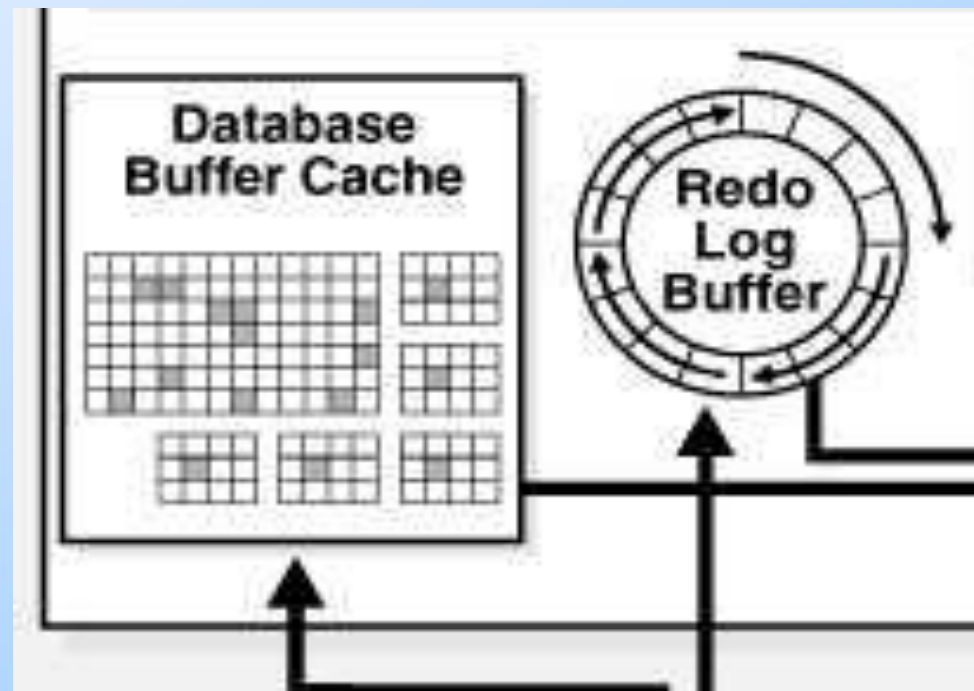 Database
Buffer Cache
Redo
Log
Buffer